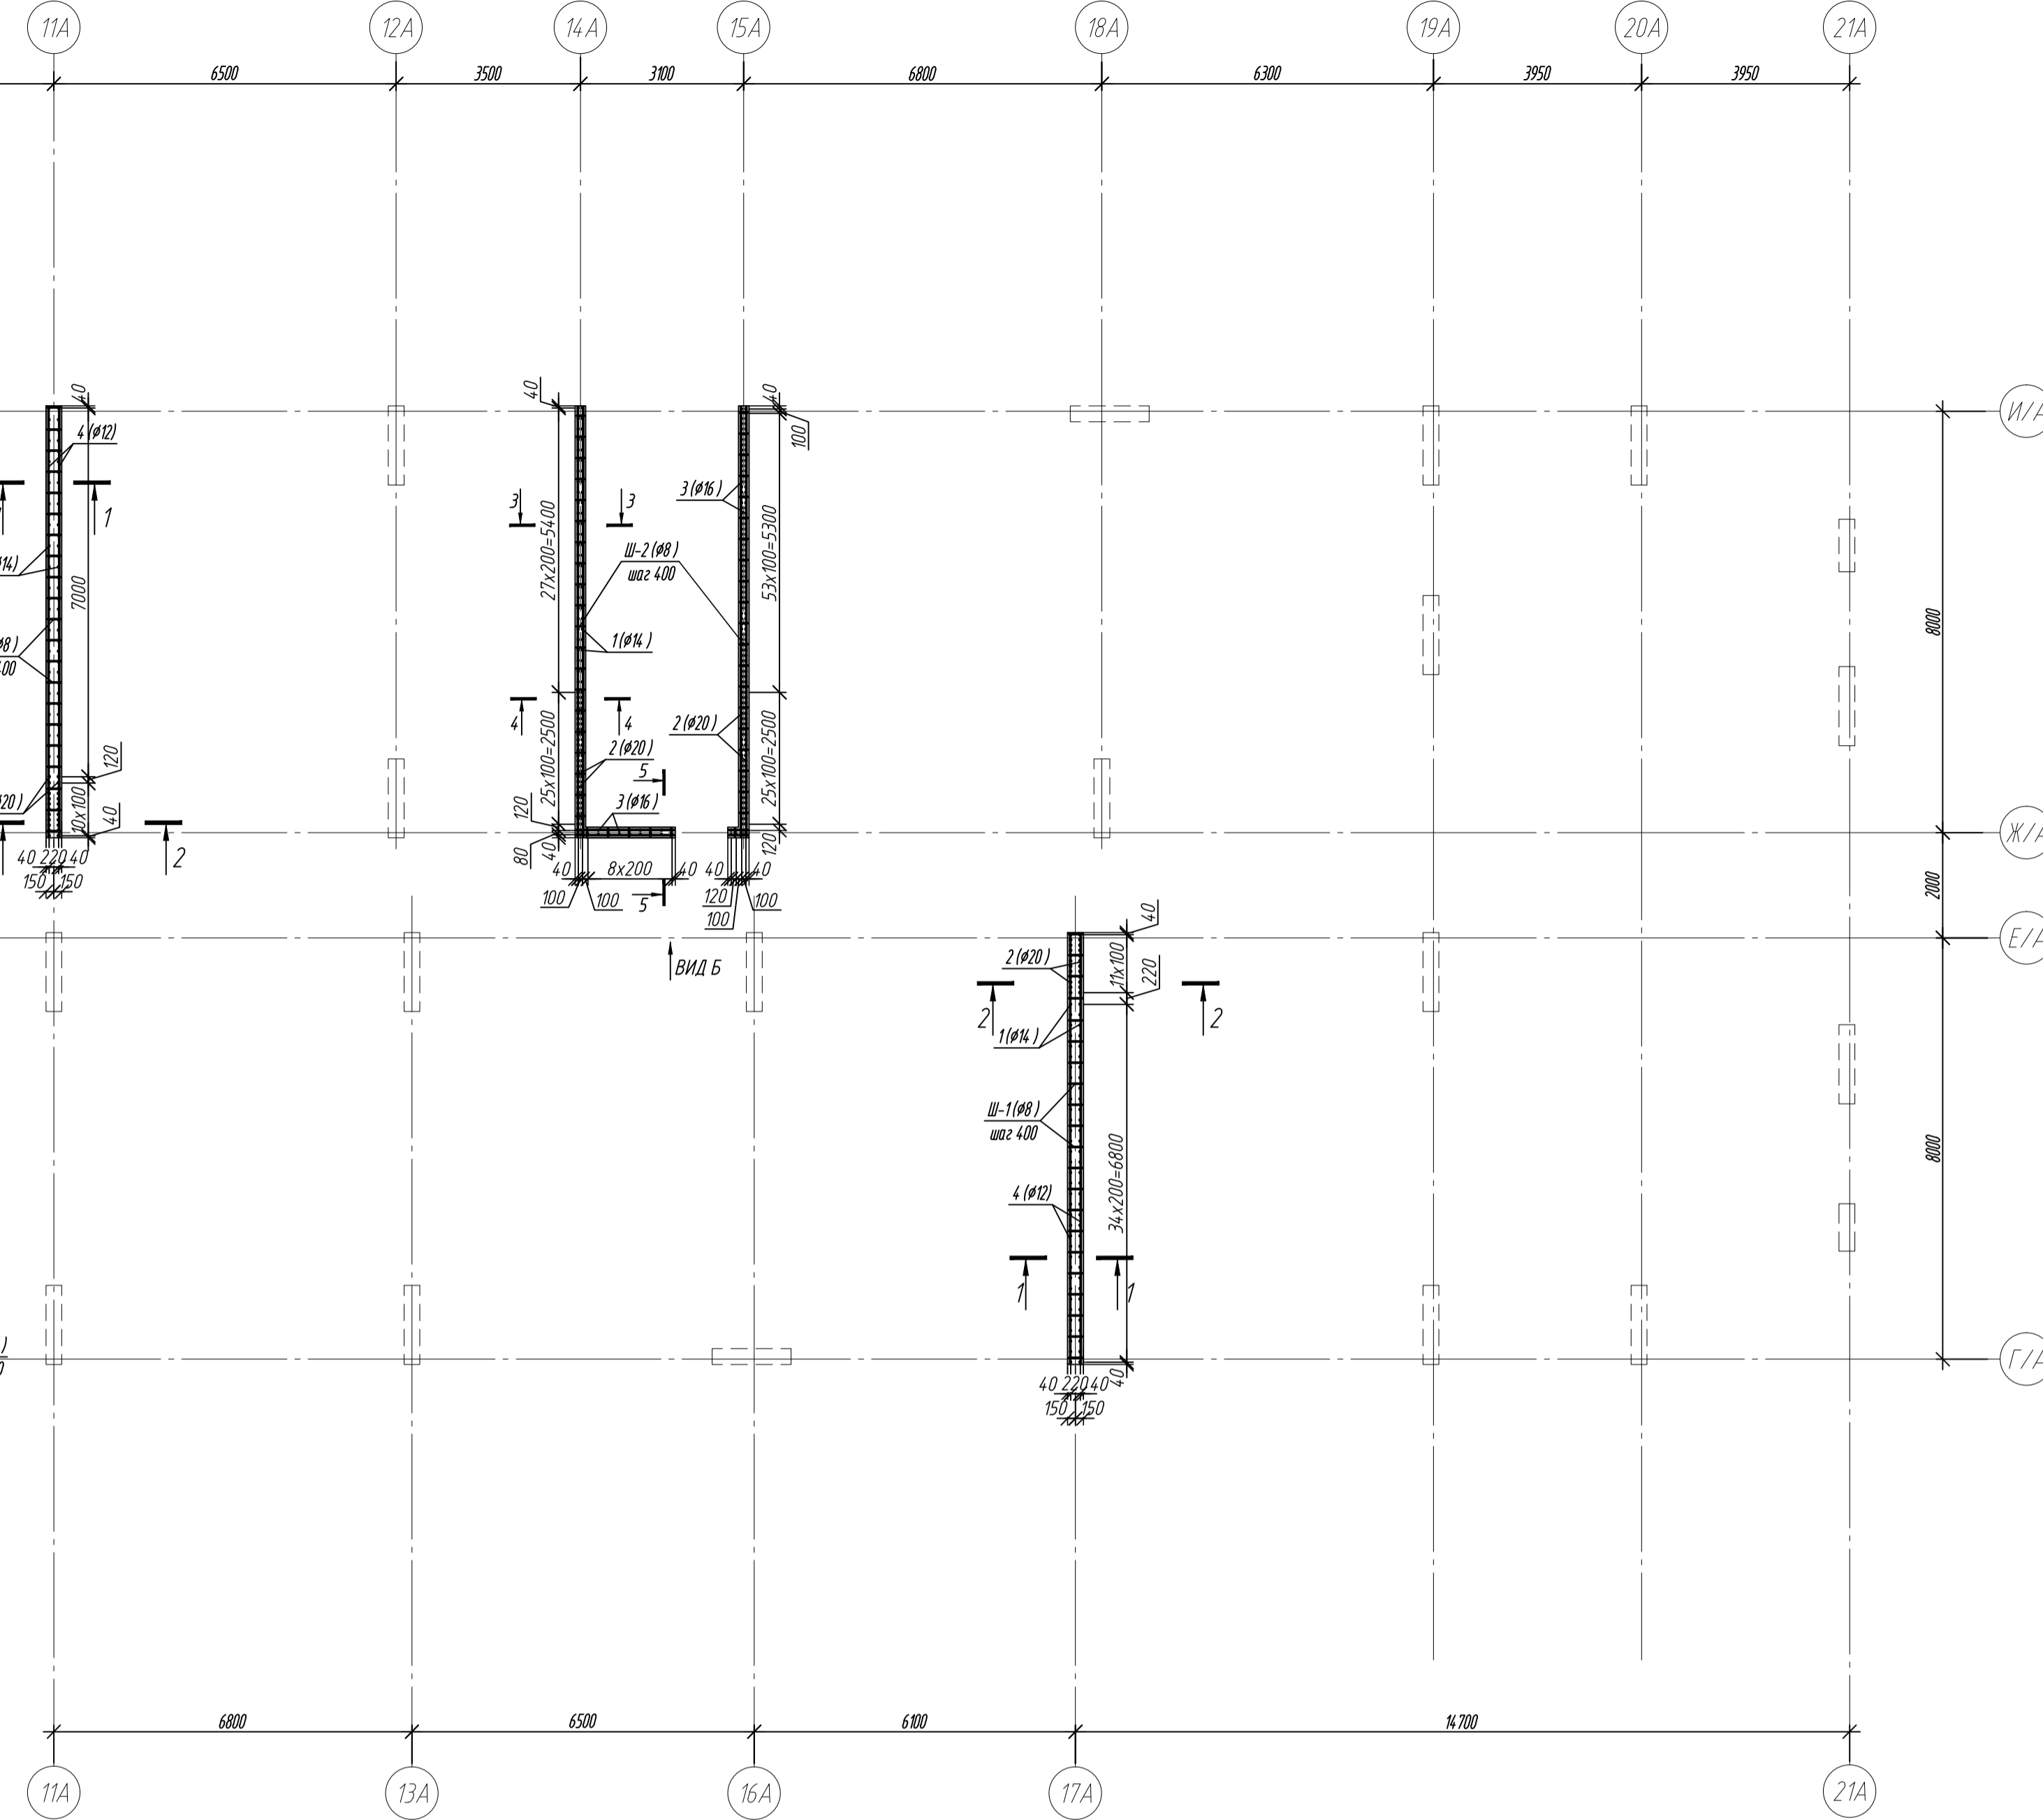 11А 12А 14А 15А 18А 19А 20А 21А
6500 3500 3100 6800 6300 3950 3950
И/А
40
4 (ø12)
1
7000
120
10х100
40
2
40 220 40
150 150
40
3 3
27х200=5400
Ш-2 (ø8)
шаг 400
1 (ø14)
4 4
25х100=2500
2 (ø20)
5
3 (ø16)
120
80
40
40 8х200 40
100 100
5
ВИД Б
40
100
3 (ø16)
53х100=5300
2 (ø20)
25х100=2500
120
40 40
120
100
100
8000
Ж/А
2000
Е/А
40
2 (ø20)
11х100
220
2 2
1 (ø14)
Ш-1 (ø8)
шаг 400
34х200=6800
4 (ø12)
1 1
40
40 220 40
150 150
8000
Г/А
6800 6500 6100 14700
11А 13А 16А 17А 21А